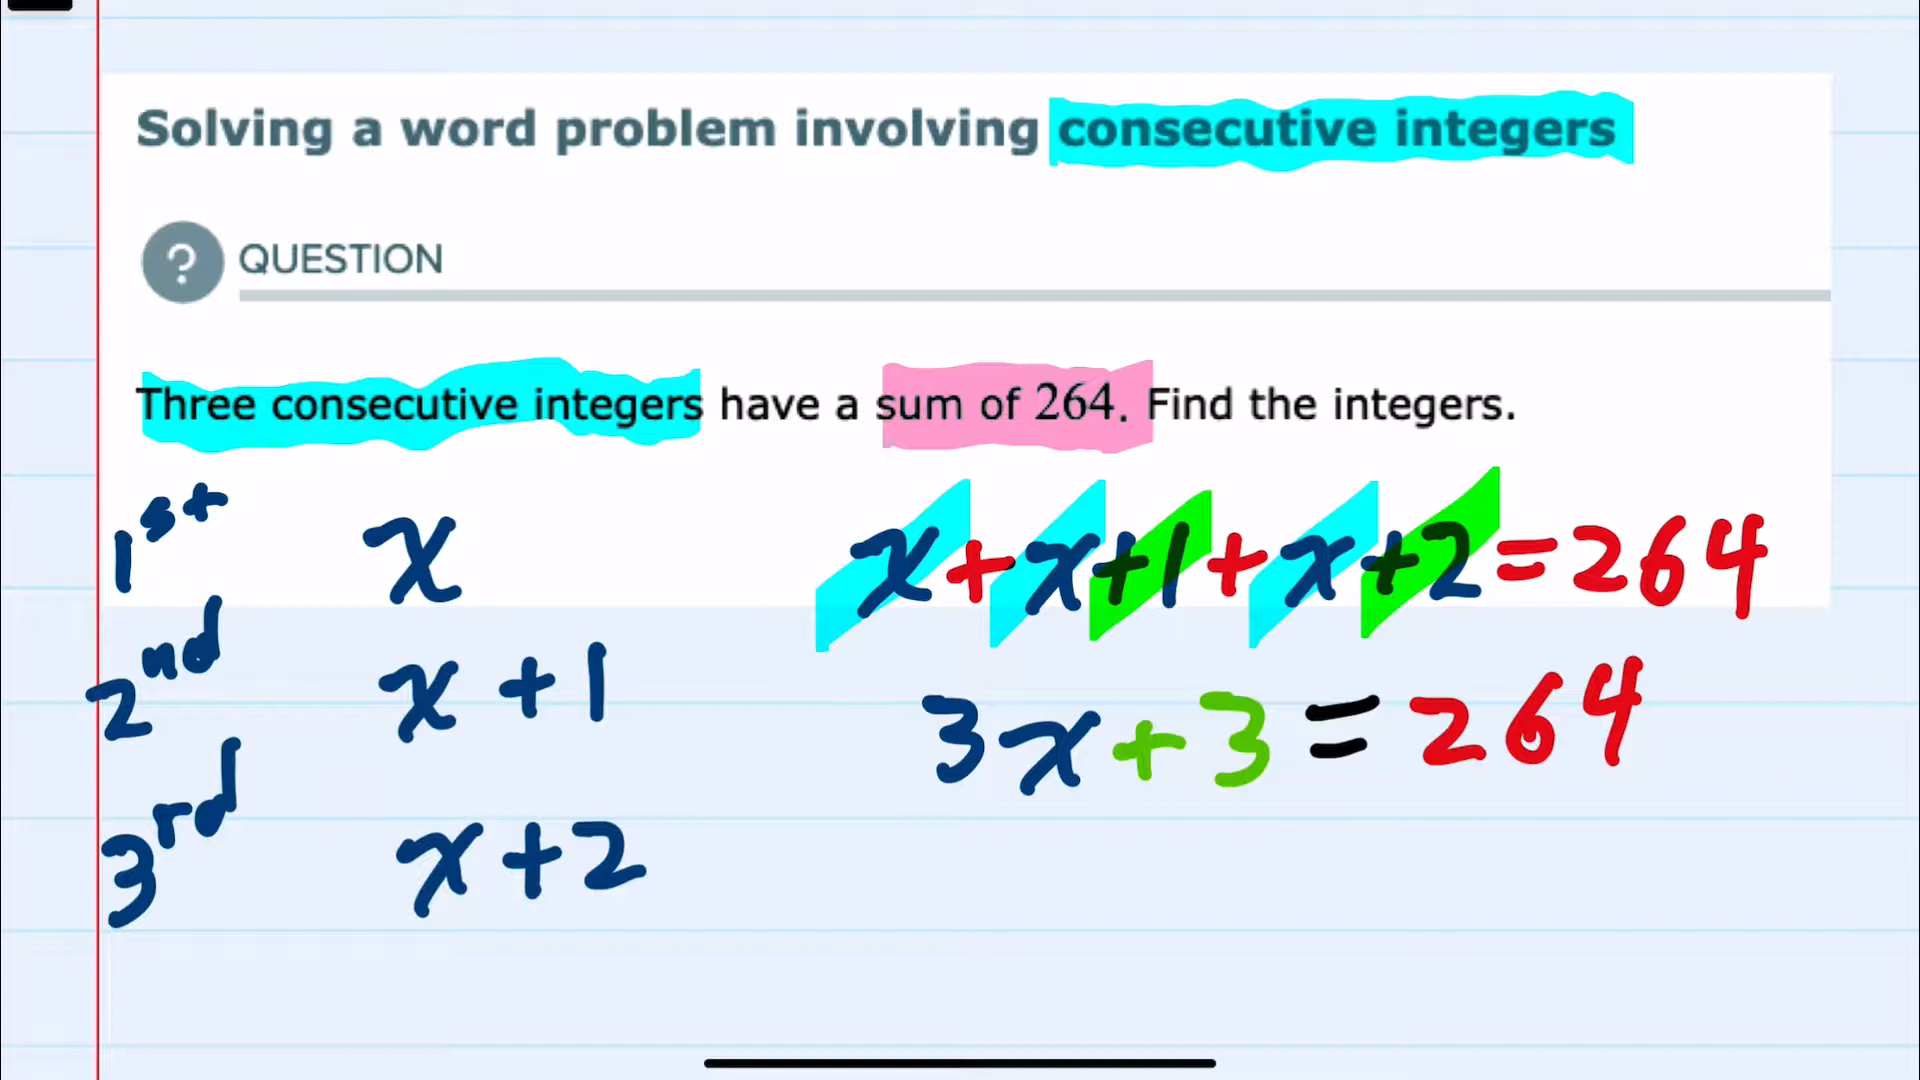 Solving a word problem involving consecutive integers
? QUESTION
Three consecutive integers have a sum of 264. Find the integers.
1st x
x+x+1+x+2=264
2nd x+1
3x+3=264
3rd x+2